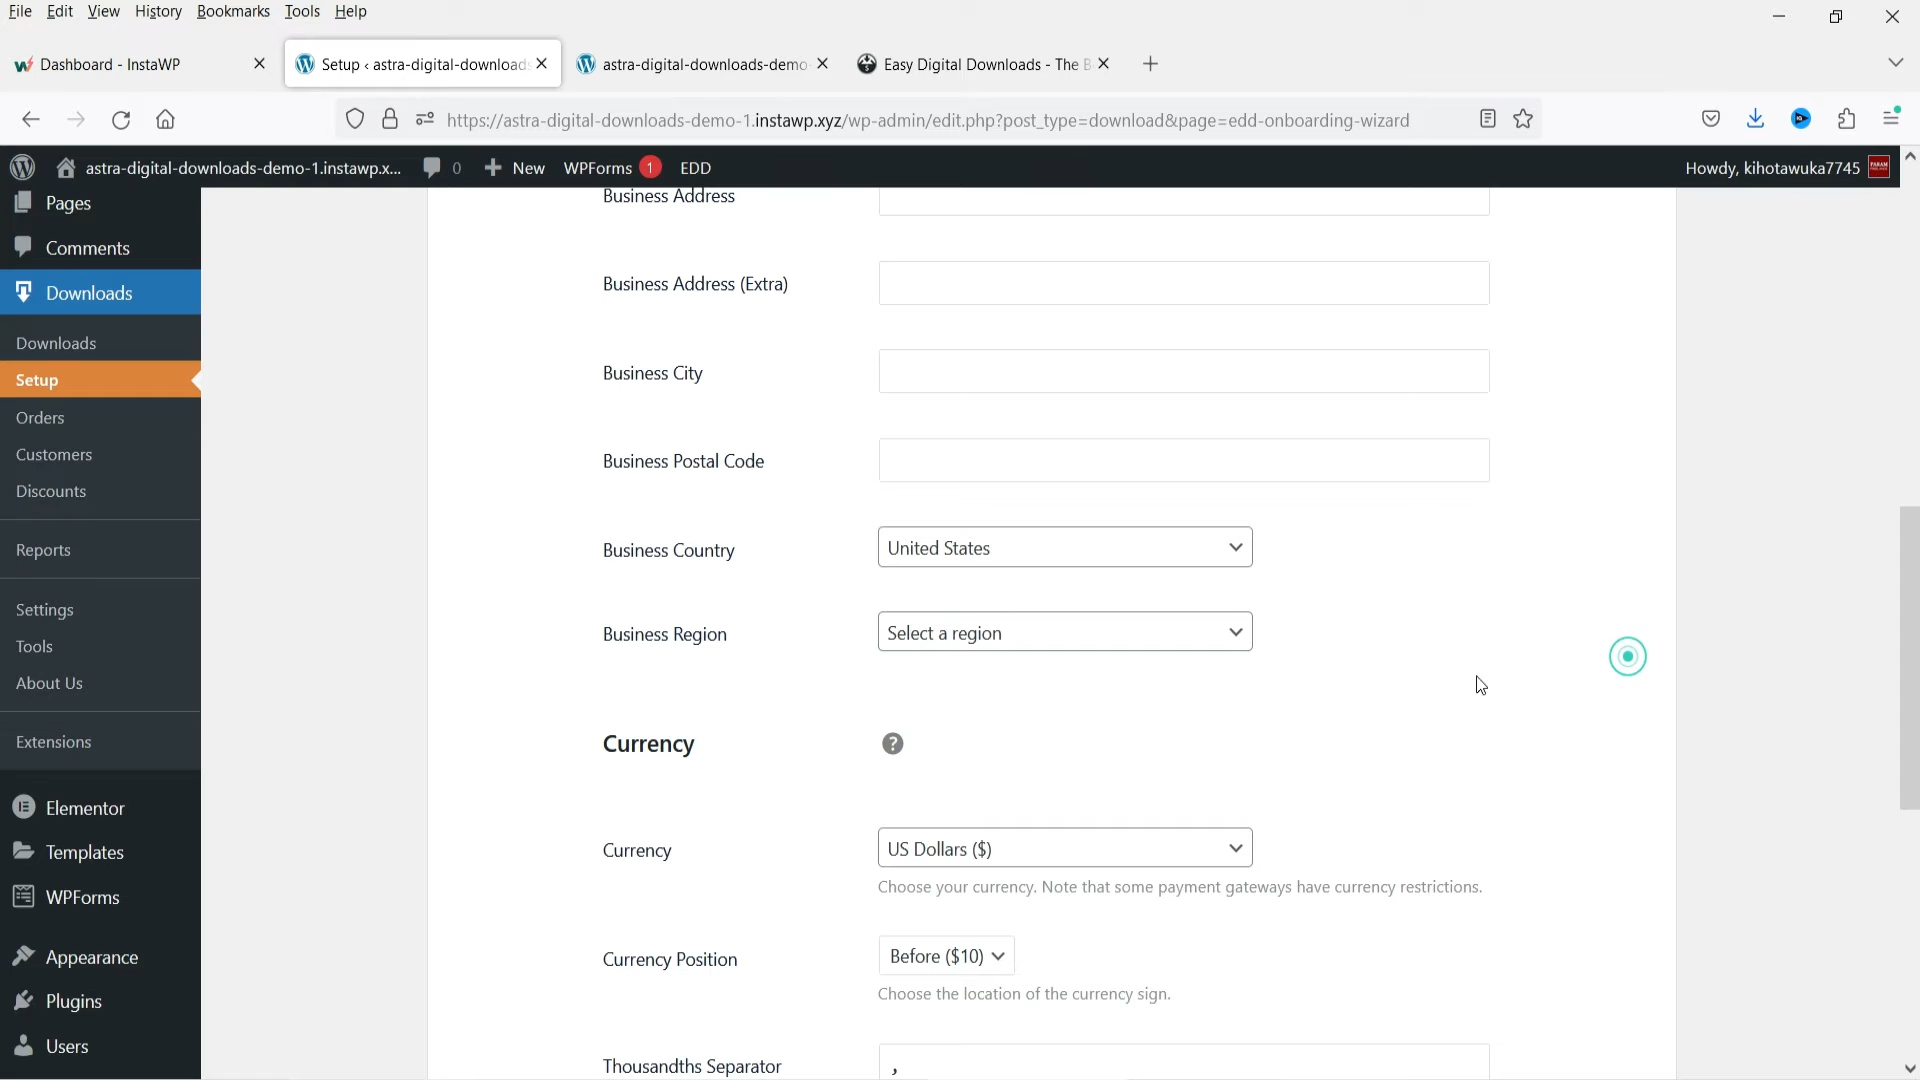 File Edit View History Bookmarks Tools Help
Dashboard - InstaWP
Setup ‹ astra-digital-download
astra-digital-downloads-demo
Easy Digital Downloads - The B
https://astra-digital-downloads-demo-1.instawp.xyz/wp-admin/edit.php?post_type=download&page=edd-onboarding-wizard
astra-digital-downloads-demo-1.instawp.x... 0 New WPForms 1 EDD Howdy, kihotawuka7745
Pages
Comments
Downloads
Downloads
Setup
Orders
Customers
Discounts
Reports
Settings
Tools
About Us
Extensions
Elementor
Templates
WPForms
Appearance
Plugins
Users
Business Address
Business Address (Extra)
Business City
Business Postal Code
Business Country United States
Business Region Select a region
Currency ?
Currency US Dollars ($)
Choose your currency. Note that some payment gateways have currency restrictions.
Currency Position Before ($10)
Choose the location of the currency sign.
Thousandths Separator ,